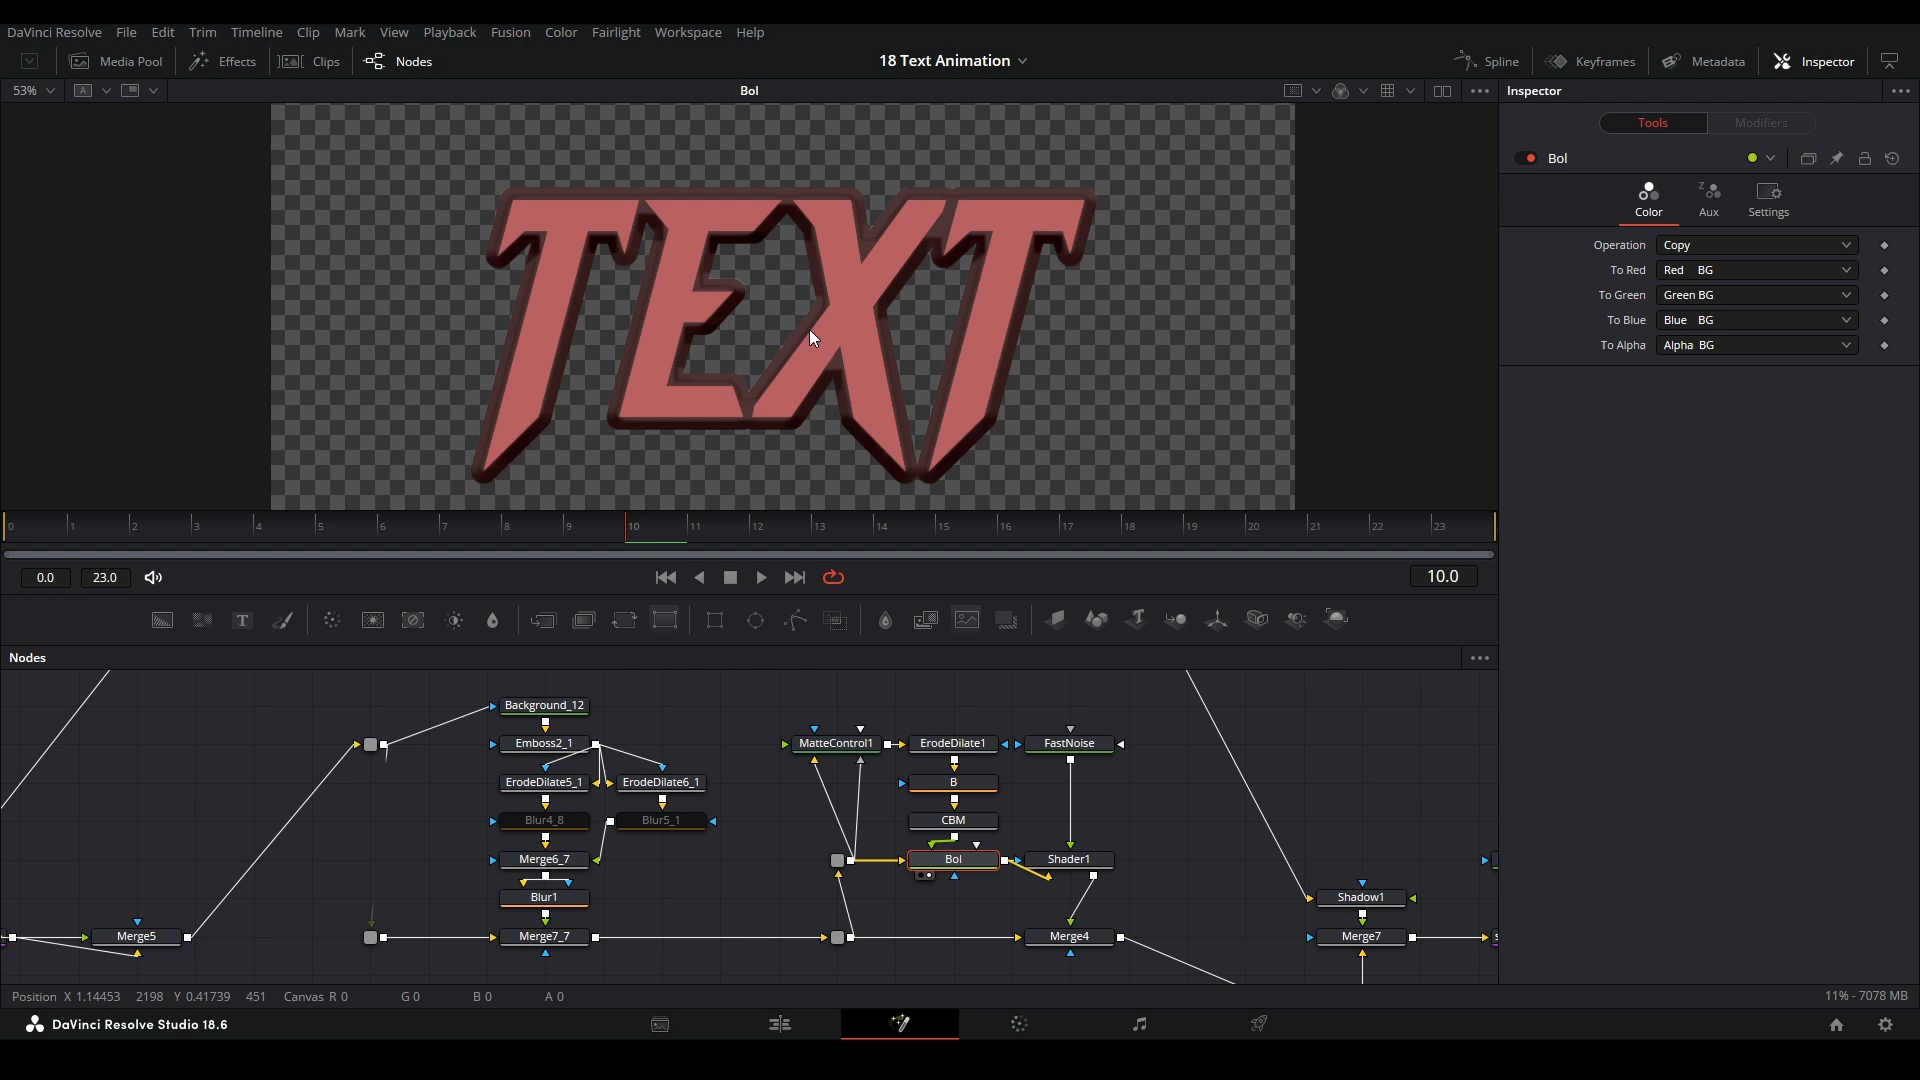 DaVinci Resolve File Edit Trim Timeline Clip Mark View Playback Fusion Color Fairlight Workspace Help
Media Pool Effects Clips Nodes 18 Text Animation Spline Keyframes Metadata Inspector
53% A Bol Inspector
Tools Modifiers
Bol
Color Aux Settings
Operation Copy
To Red Red BG
To Green Green BG
To Blue Blue BG
To Alpha Alpha BG
TEXT
0 1 2 3 4 5 6 7 8 9 10 11 12 13 14 15 16 17 18 19 20 21 22 23
0.0 23.0 10.0
Nodes
Background_12
Emboss2_1 MatteControl1 ErodeDilate1 FastNoise
ErodeDilate5_1 ErodeDilate6_1 B
Blur4_8 Blur5_1 CBM
Merge6_7 Bol Shader1
Blur1 Shadow1
Merge5 Merge7_7 Merge4 Merge7
Position X 1.14453 2198 Y 0.41739 451 Canvas R 0 G 0 B 0 A 0 11% - 7078 MB
DaVinci Resolve Studio 18.6